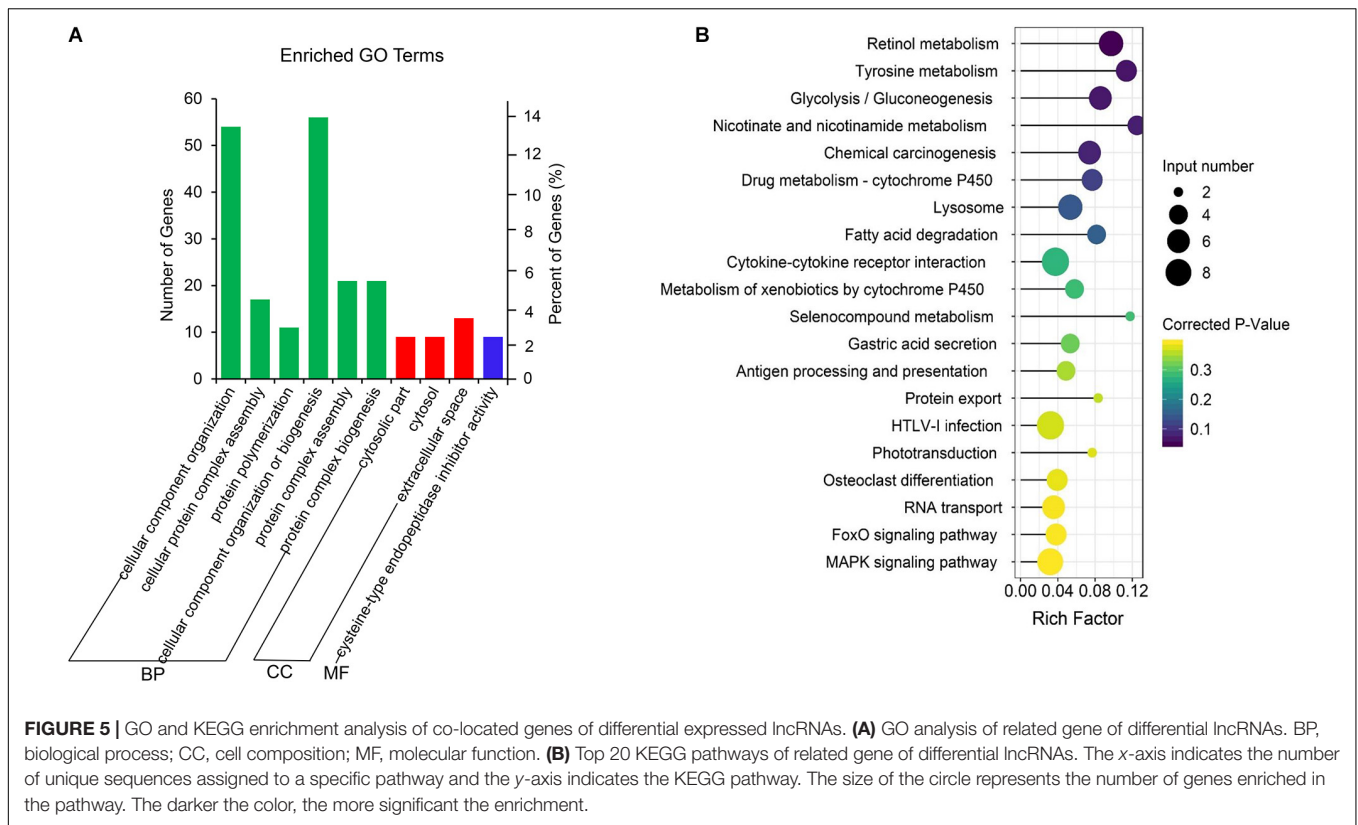 A
Enriched GO Terms
Number of Genes
60
50
40
30
20
10
0
Percent of Genes (%)
14
12
10
8
6
4
2
0
cellular component organization
cellular protein complex assembly
protein polymerization
cellular component organization or biogenesis
protein complex assembly
protein complex biogenesis
cytosolic part
cytosol
extracellular space
cysteine-type endopeptidase inhibitor activity
BP
CC
MF
B
Retinol metabolism
Tyrosine metabolism
Glycolysis / Gluconeogenesis
Nicotinate and nicotinamide metabolism
Chemical carcinogenesis
Drug metabolism - cytochrome P450
Lysosome
Fatty acid degradation
Cytokine-cytokine receptor interaction
Metabolism of xenobiotics by cytochrome P450
Selenocompound metabolism
Gastric acid secretion
Antigen processing and presentation
Protein export
HTLV-I infection
Phototransduction
Osteoclast differentiation
RNA transport
FoxO signaling pathway
MAPK signaling pathway
0.00 0.04 0.08 0.12
Rich Factor
Input number
2
4
6
8
Corrected P-Value
0.3
0.2
0.1
FIGURE 5 | GO and KEGG enrichment analysis of co-located genes of differential expressed lncRNAs. (A) GO analysis of related gene of differential lncRNAs. BP,
biological process; CC, cell composition; MF, molecular function. (B) Top 20 KEGG pathways of related gene of differential lncRNAs. The x-axis indicates the number
of unique sequences assigned to a specific pathway and the y-axis indicates the KEGG pathway. The size of the circle represents the number of genes enriched in
the pathway. The darker the color, the more significant the enrichment.